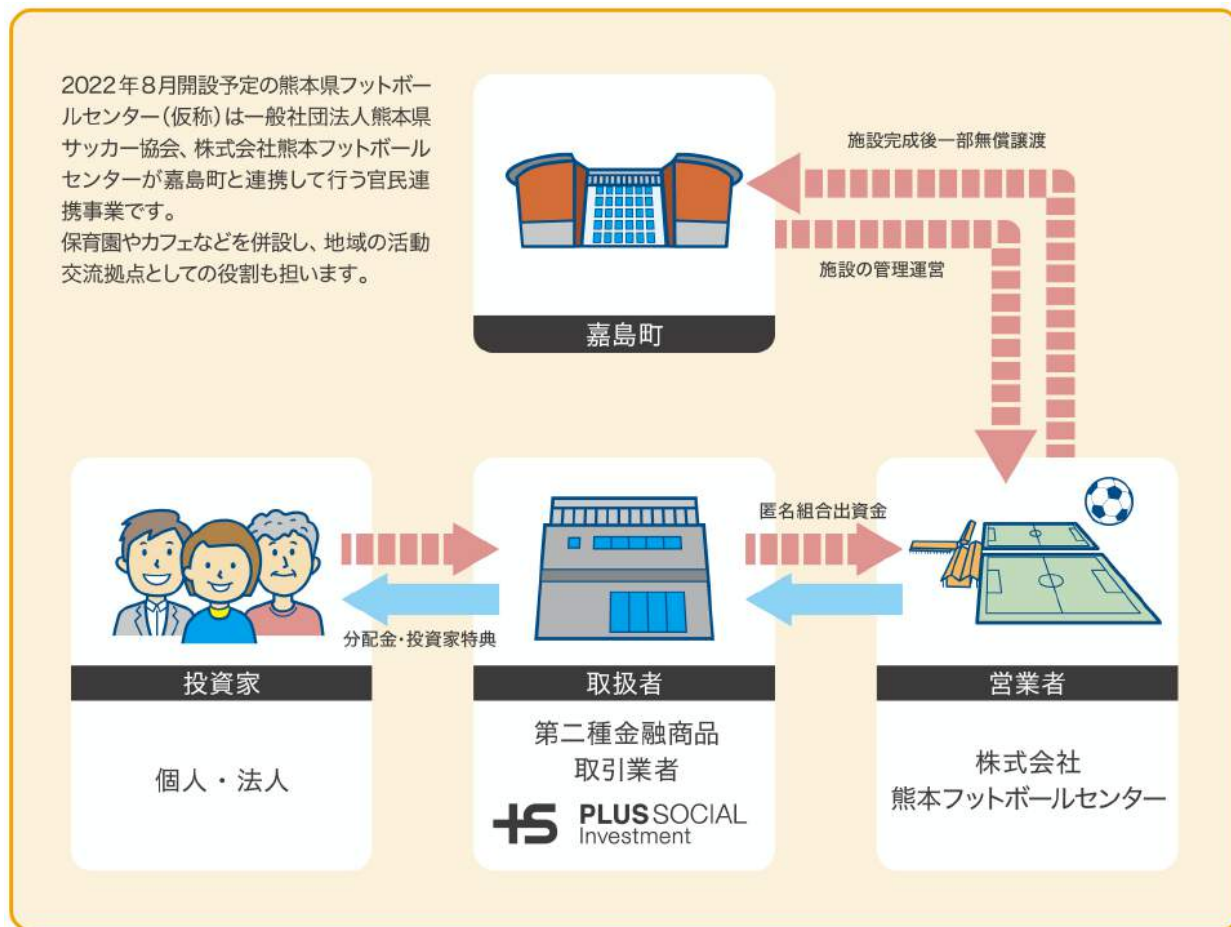 2022年8月開設予定の熊本県フットボー
ルセンター(仮称)は一般社団法人熊本県
サッカー協会、株式会社熊本フットボール
センターが嘉島町と連携して行う官民連
携事業です。
保育園やカフェなどを併設し、地域の活動
交流拠点としての役割も担います。
施設完成後一部無償譲渡
施設の管理運営
嘉島町
匿名組合出資金
分配金・投資家特典
投資家
個人・法人
取扱者
第二種金融商品
取引業者
+S PLUS SOCIAL
Investment
営業者
株式会社
熊本フットボールセンター